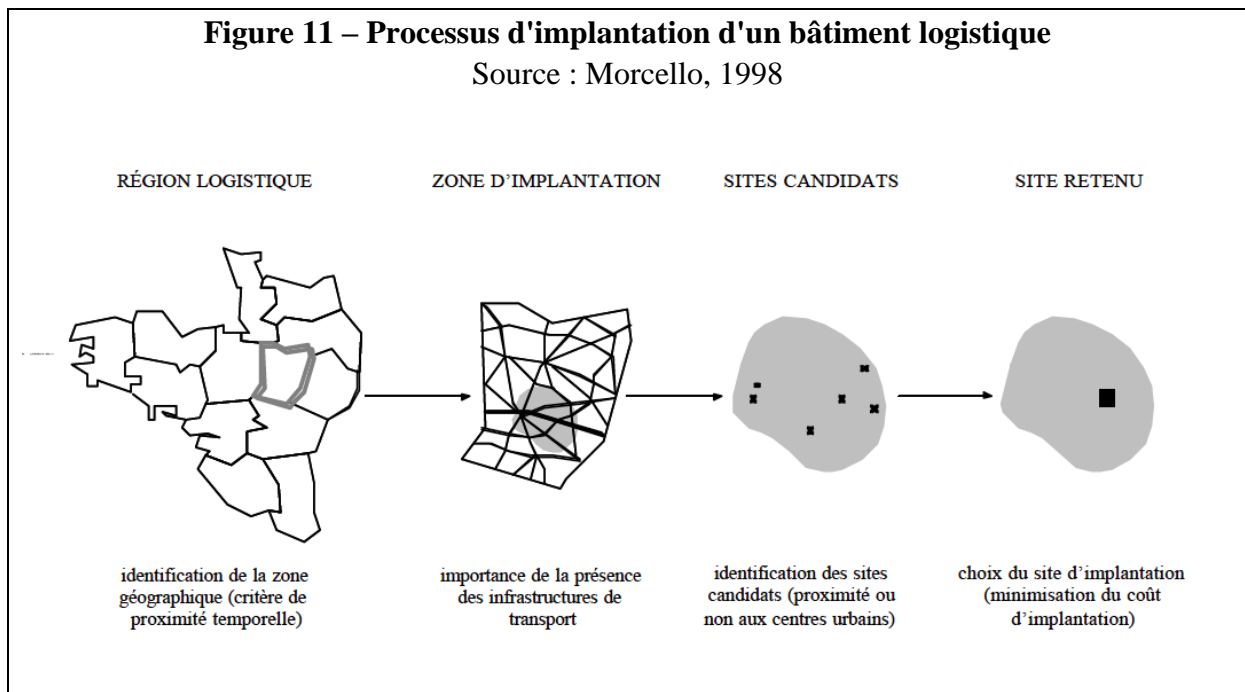 Figure 11 – Processus d'implantation d'un bâtiment logistique
Source : Morcello, 1998
RÉGION LOGISTIQUE
ZONE D'IMPLANTATION
SITES CANDIDATS
SITE RETENU
identification de la zone
géographique (critère de
proximité temporelle)
importance de la présence
des infrastructures de
transport
identification des sites
candidats (proximité ou
non aux centres urbains)
choix du site d'implantation
(minimisation du coût
d'implantation)